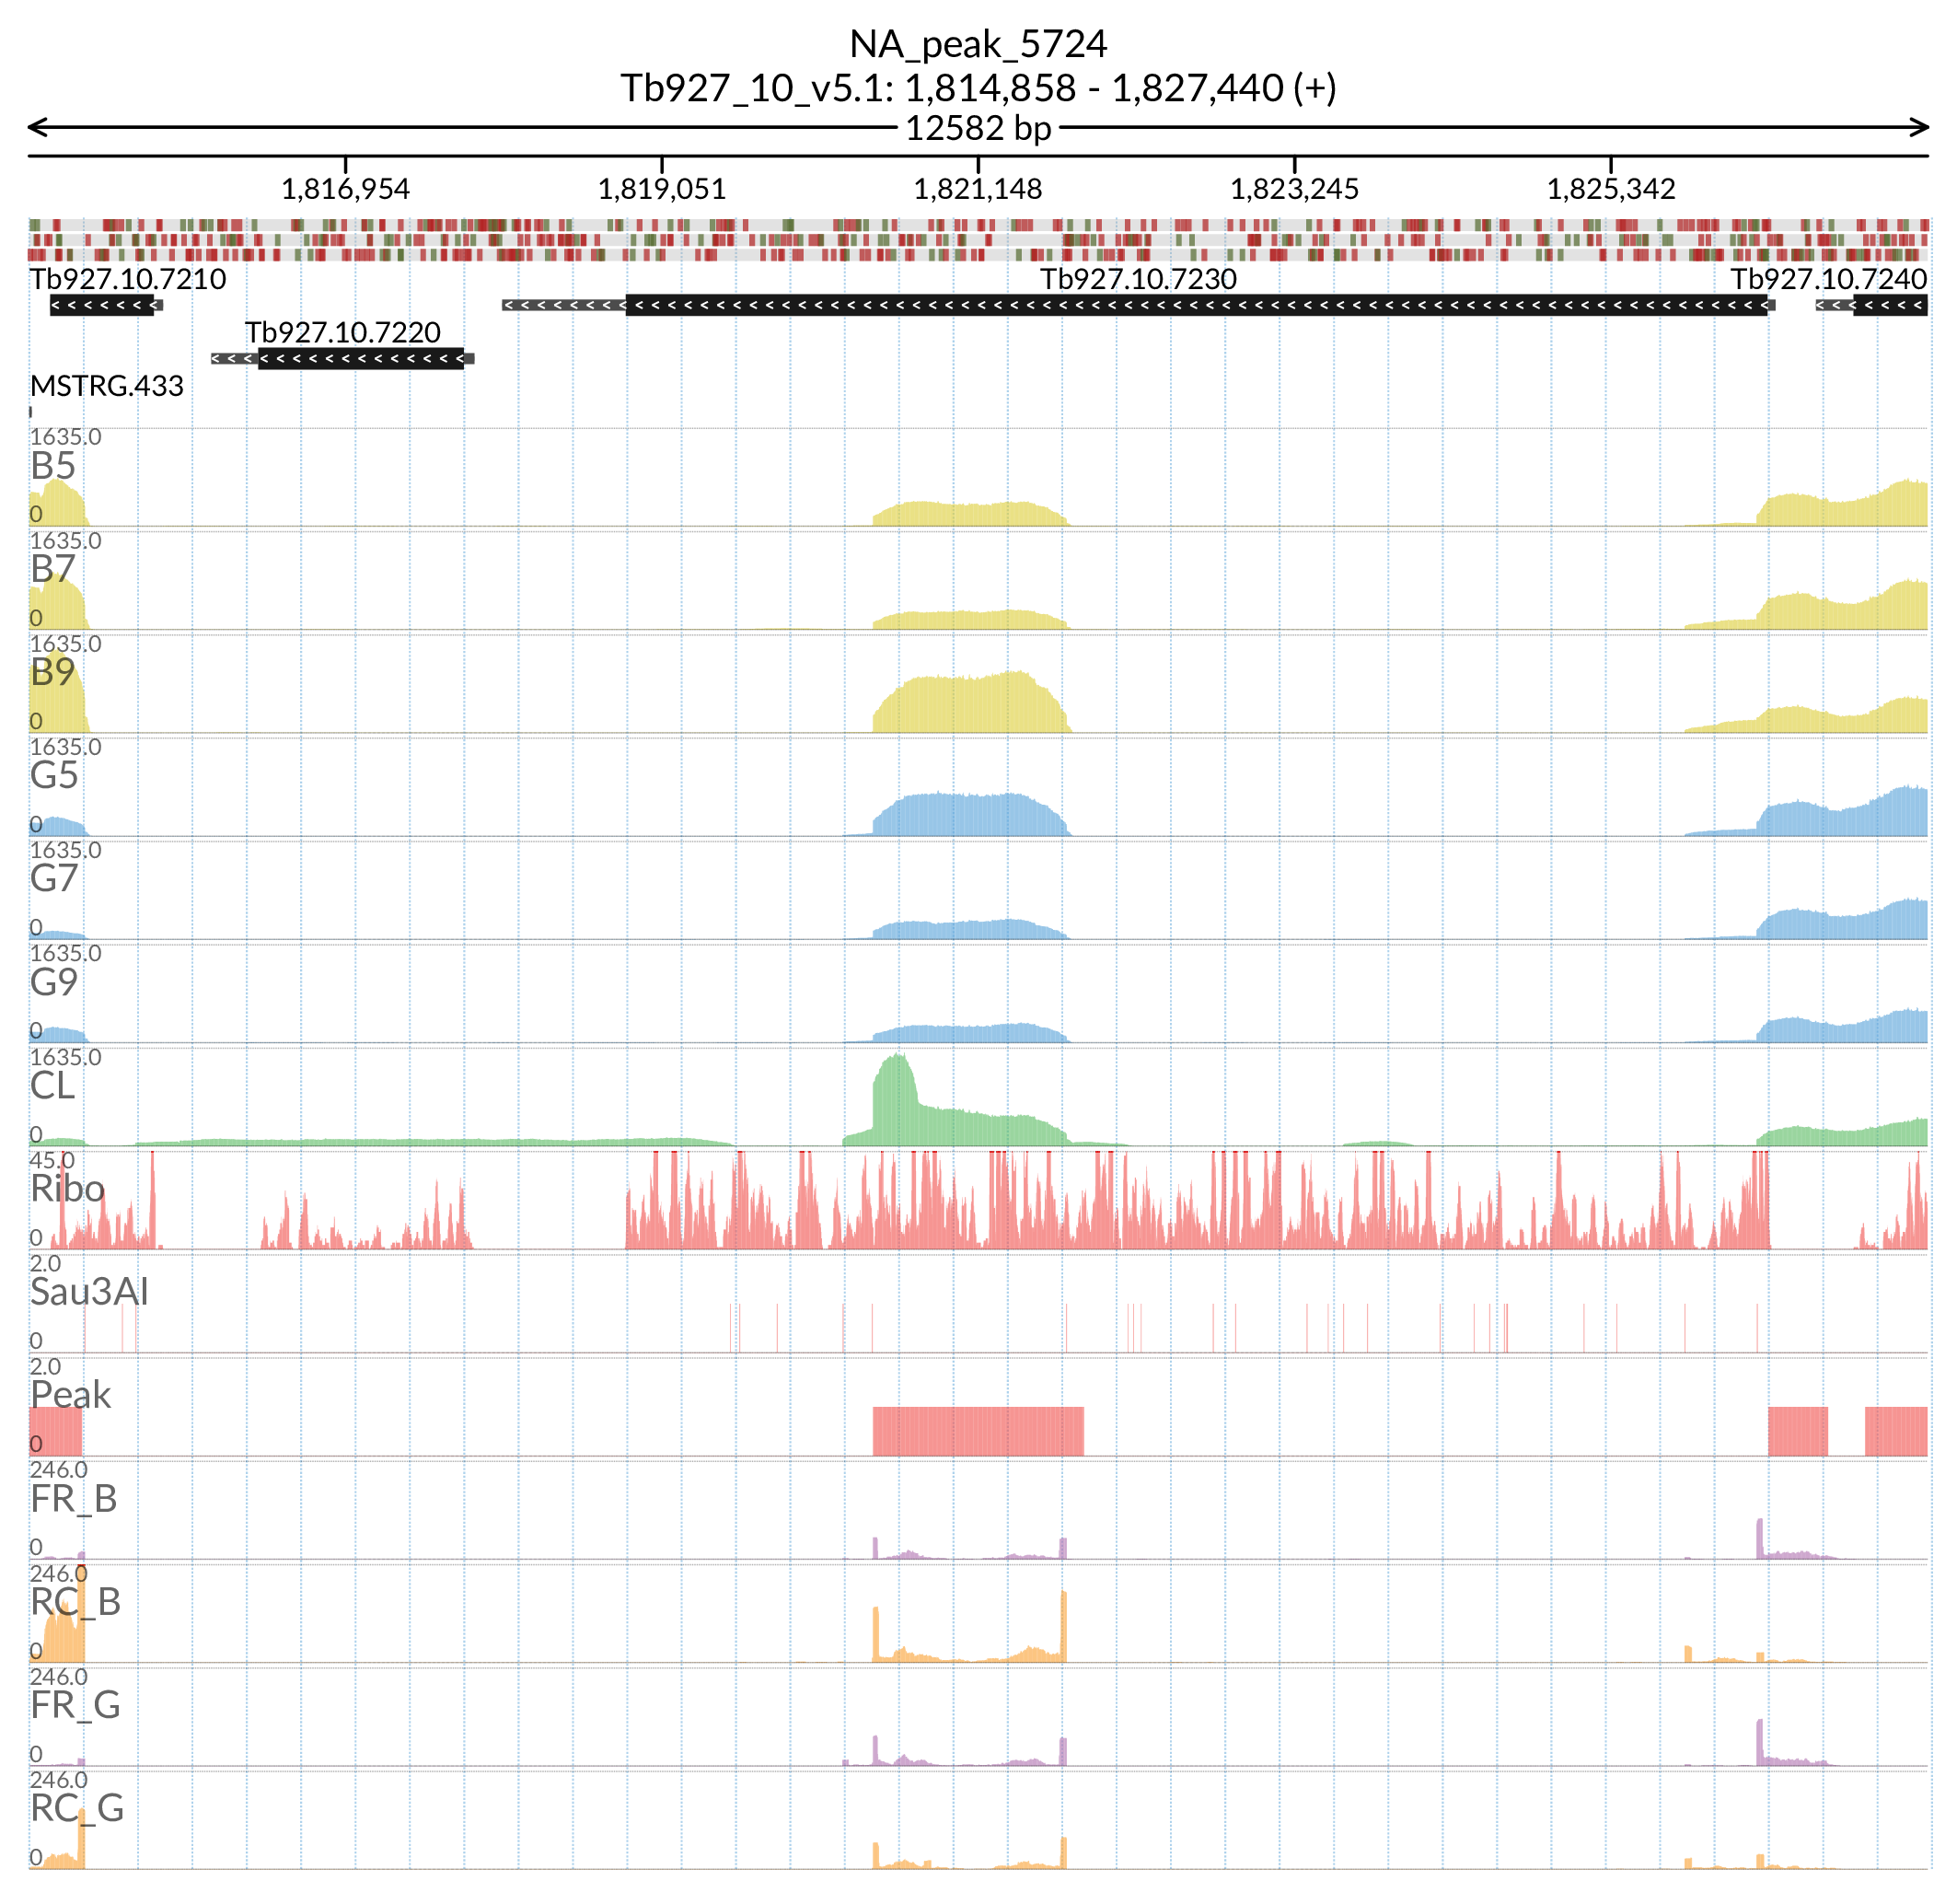 NA_peak_5724
Tb927_10_v5.1: 1,814,858 - 1,827,440 (+)
12582 bp
1,816,954 1,819,051 1,821,148 1,823,245 1,825,342
Tb927.10.7210 Tb927.10.7230 Tb927.10.7240
Tb927.10.7220
MSTRG.433
1635.0
B5
0
1635.0
B7
0
1635.0
B9
0
1635.0
G5
0
1635.0
G7
0
1635.0
G9
0
1635.0
CL
0
45.0
Ribo
0
2.0
Sau3AI
0
2.0
Peak
0
246.0
FR_B
0
246.0
RC_B
0
246.0
FR_G
0
246.0
RC_G
0